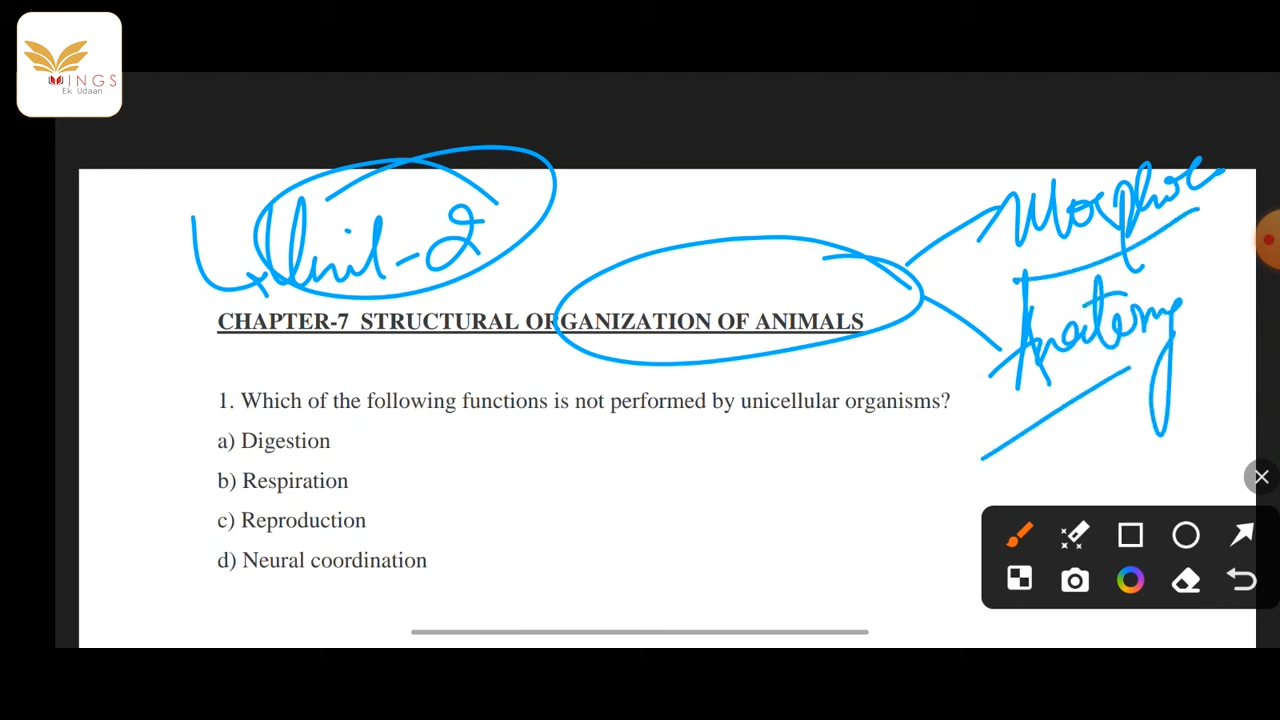 WINGS
Ek Udaan
Unit-2
Morpho
Anatomy
CHAPTER-7 STRUCTURAL ORGANIZATION OF ANIMALS
1. Which of the following functions is not performed by unicellular organisms?
a) Digestion
b) Respiration
c) Reproduction
d) Neural coordination